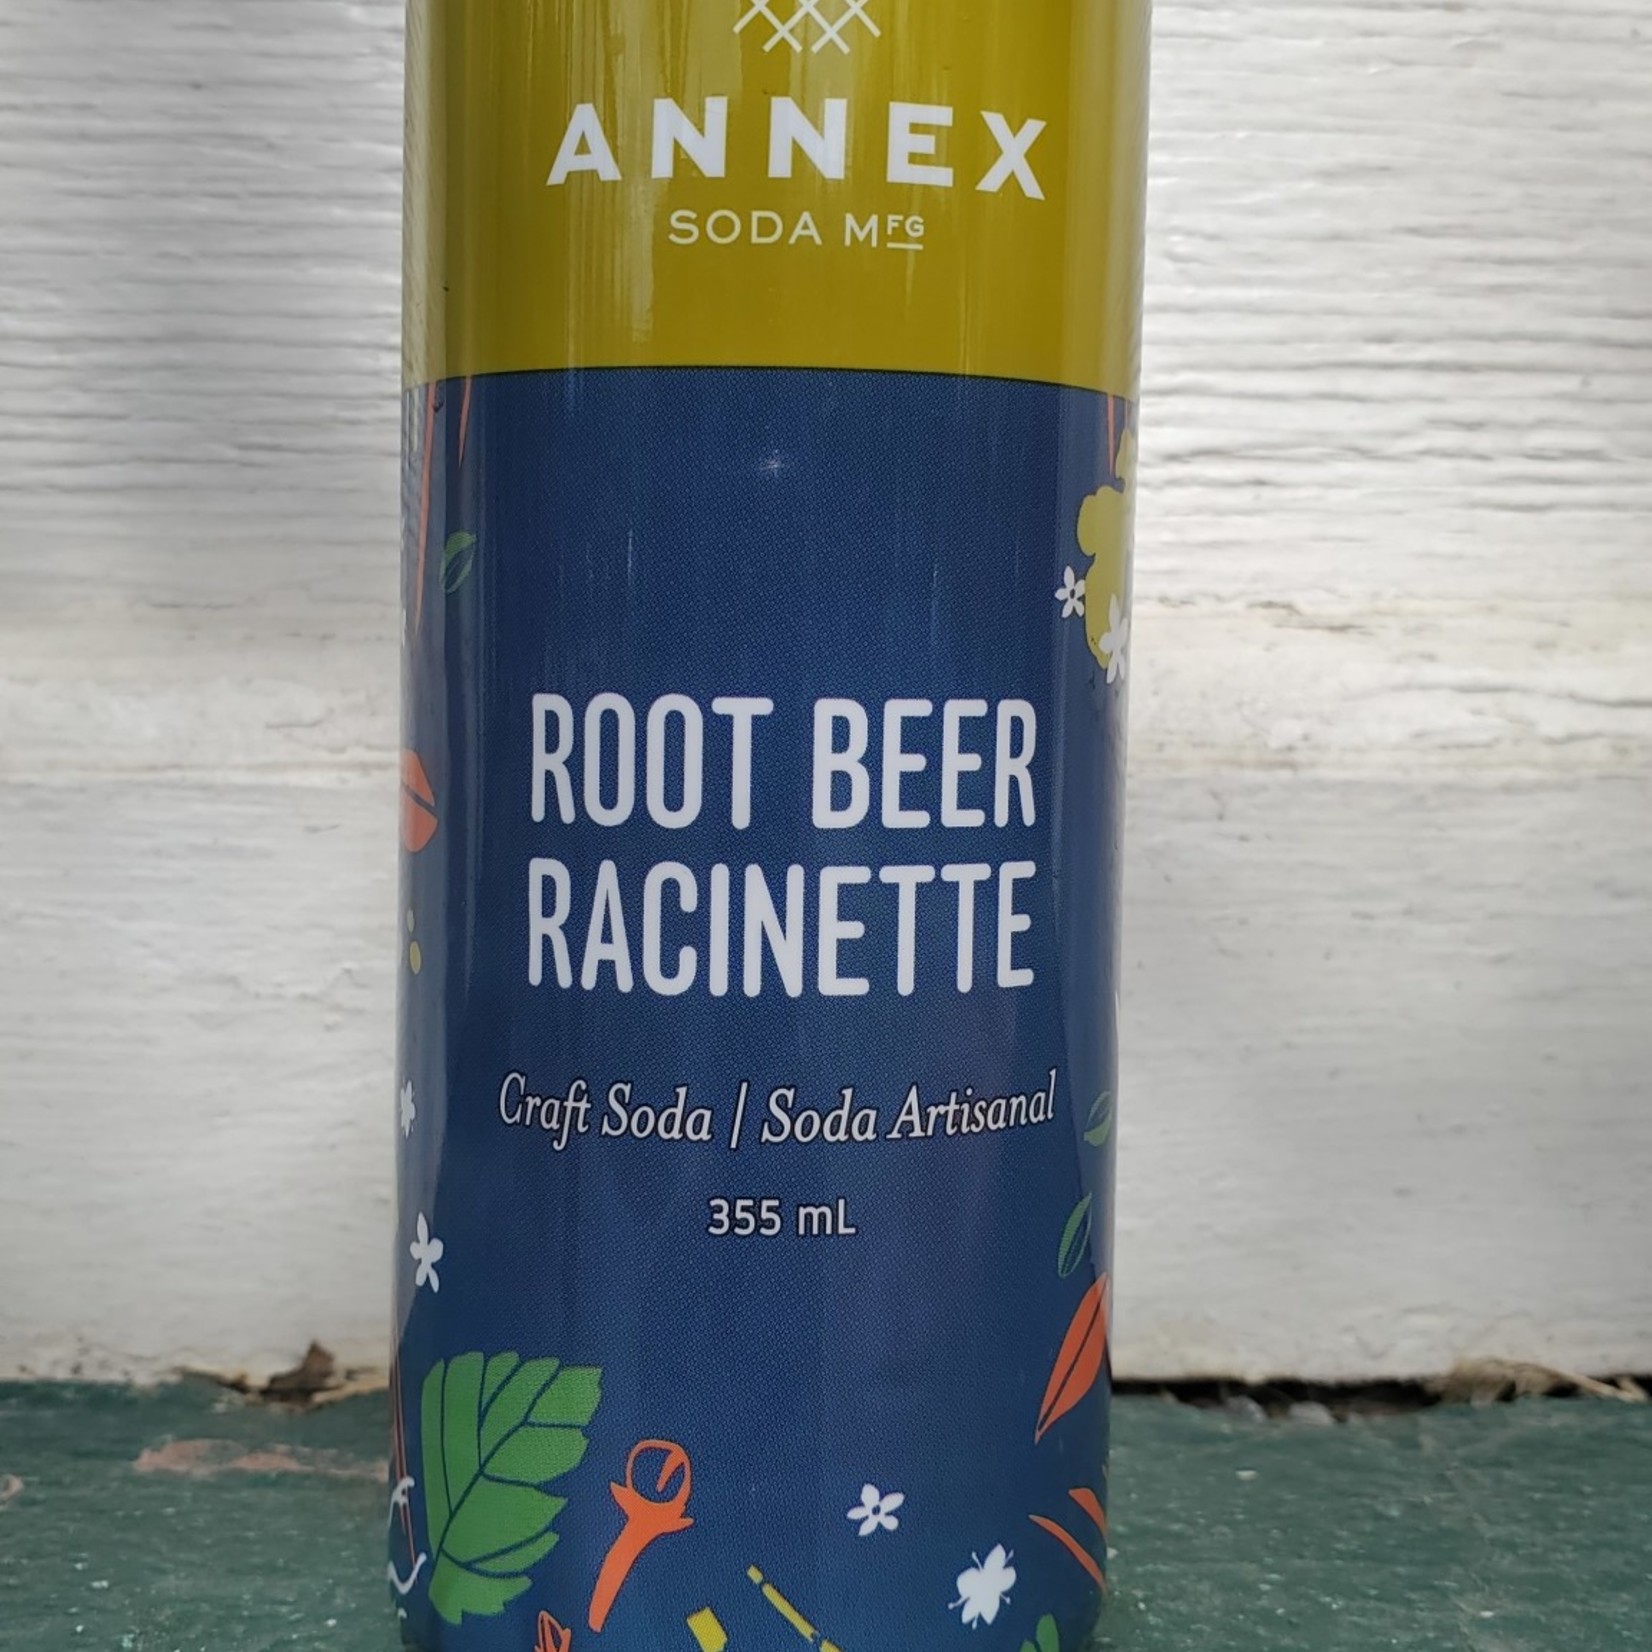 ANNEX
SODA MFG
ROOT BEER
RACINETTE
Craft Soda / Soda Artisanal
355 mL